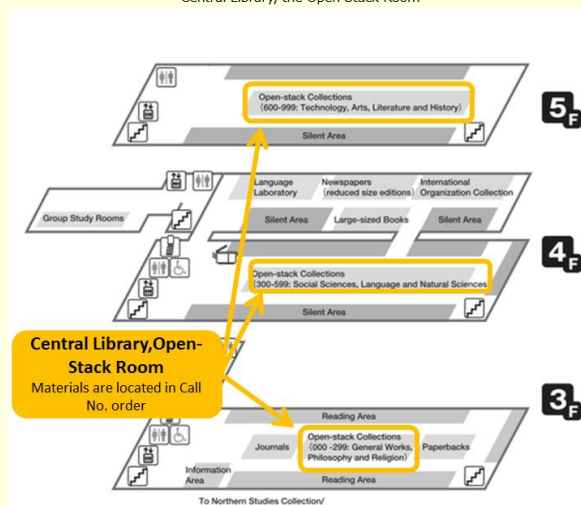 Central Library, the Open Stack Room
Open-stack Collections
(600-999: Technology, Arts, Literature and History)
Silent Area
5F
Language
Laboratory
Newspapers
(reduced size editions)
International
Organization Collection
Group Study Rooms
Silent Area
Large-sized Books
Silent Area
4F
Open-stack Collections
(300-599: Social Sciences, Language and Natural Sciences
Silent Area
Central Library,Open-
Stack Room
Materials are located in Call
No. order
3F
Reading Area
Journals
Open-stack Collections
(000 -299: General Works,
Philosophy and Religion)
Paperbacks
Information
Area
Reading Area
To Northern Studies Collection/